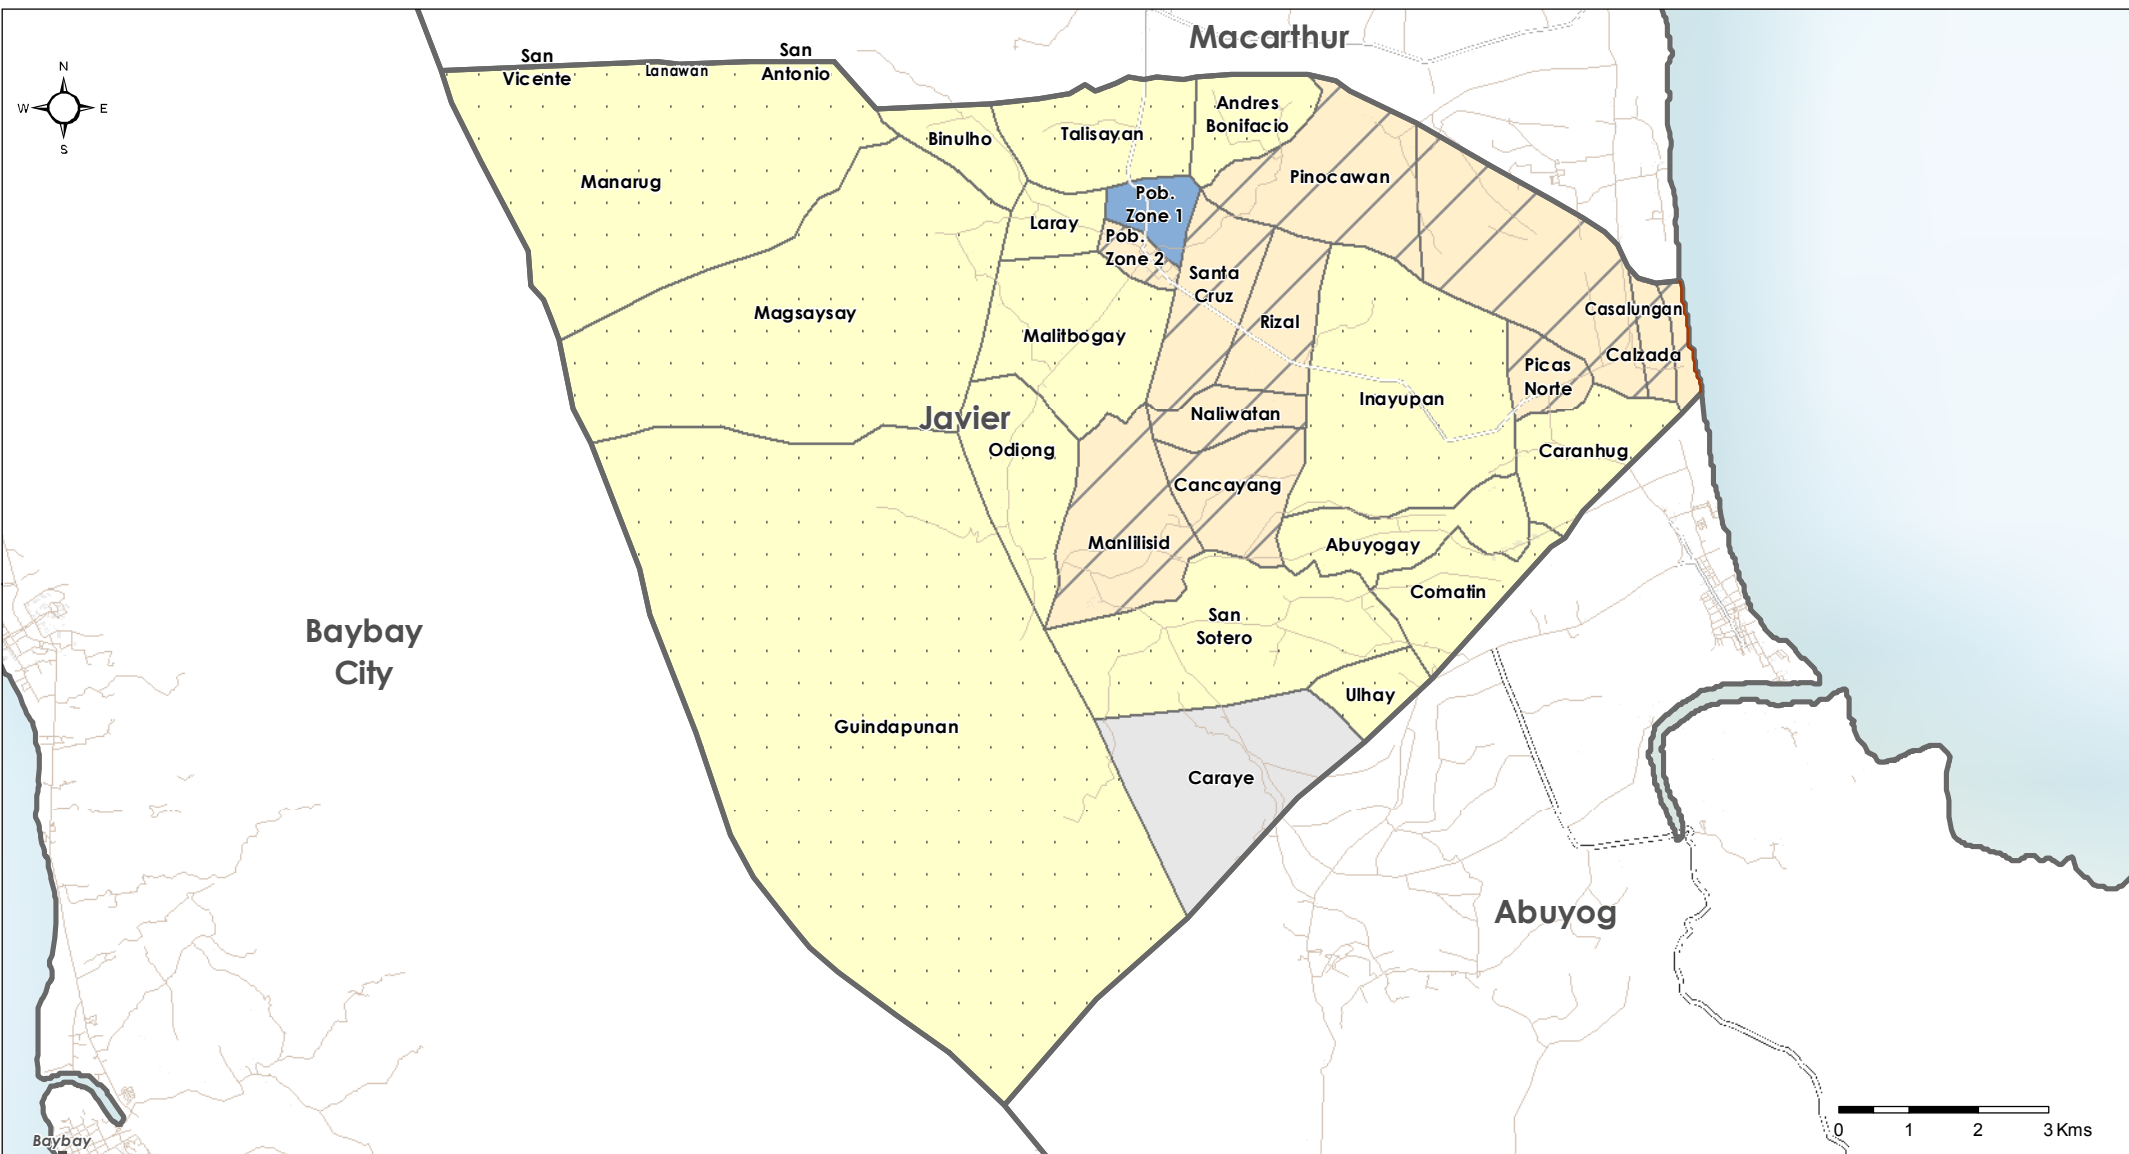 Macarthur
San
Vicente
Lanawan
San
Antonio
N
W
E
S
Andres
Bonifacio
Talisayan
Binulho
Pinocawan
Manarug
Pob.
Zone 1
Laray
Pob.
Zone 2
Santa
Cruz
Magsaysay
Casalungan
Rizal
Malitbogay
Calzada
Picas
Norte
Inayupan
Javier
Naliwatan
Odiong
Caranhug
Cancayang
Manlilisid
Abuyogay
Comatin
San
Sotero
Baybay
City
Ulhay
Guindapunan
Caraye
Abuyog
Baybay
0
1
2
3 Kms